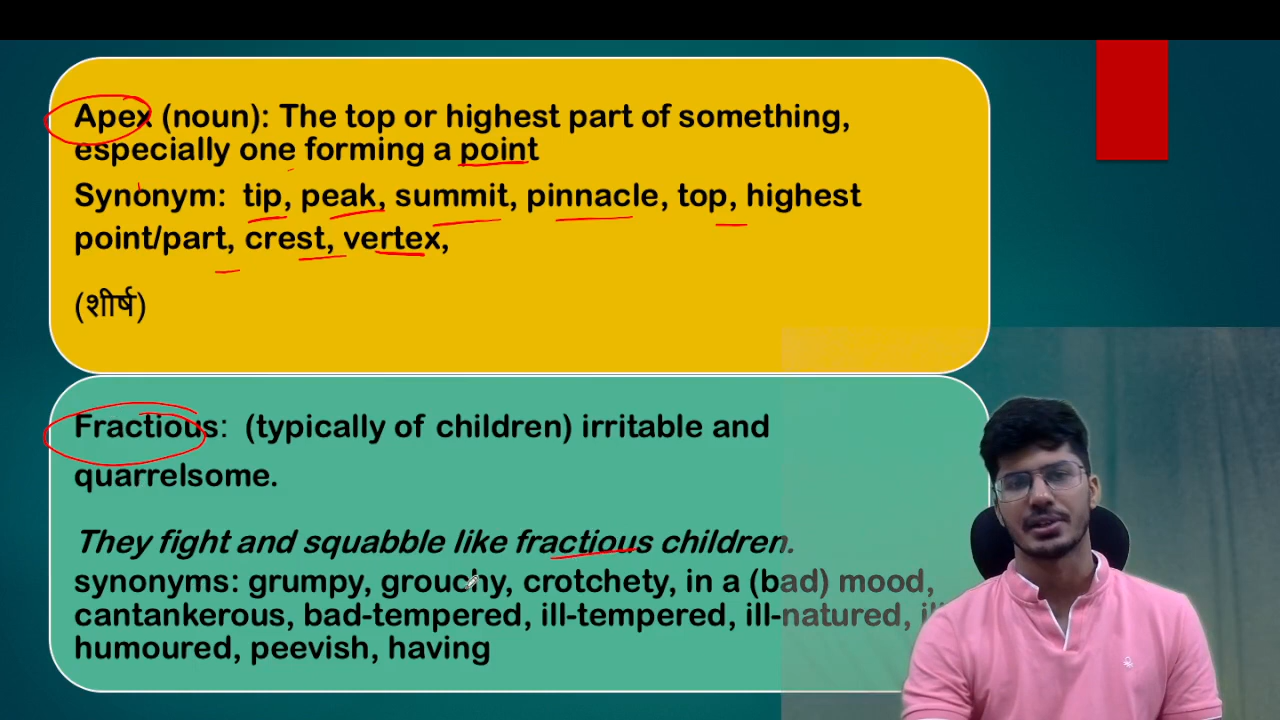 Apex (noun): The top or highest part of something,
especially one forming a point
Synonym: tip, peak, summit, pinnacle, top, highest
point/part, crest, vertex,
(शीर्ष)
Fractious: (typically of children) irritable and
quarrelsome.
They fight and squabble like fractious children.
synonyms: grumpy, grouchy, crotchety, in a (bad) mood,
cantankerous, bad-tempered, ill-tempered, ill-natured,
humoured, peevish, having